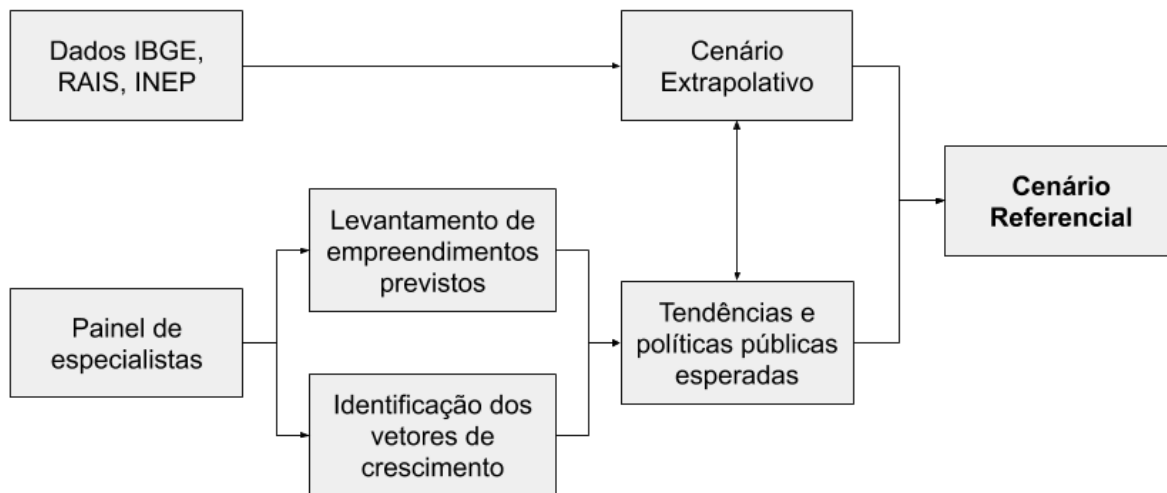 Dados IBGE,
RAIS, INEP
Cenário
Extrapolativo
Cenário
Referencial
Levantamento de
empreendimentos
previstos
Painel de
especialistas
Tendências e
políticas públicas
esperadas
Identificação dos
vetores de
crescimento